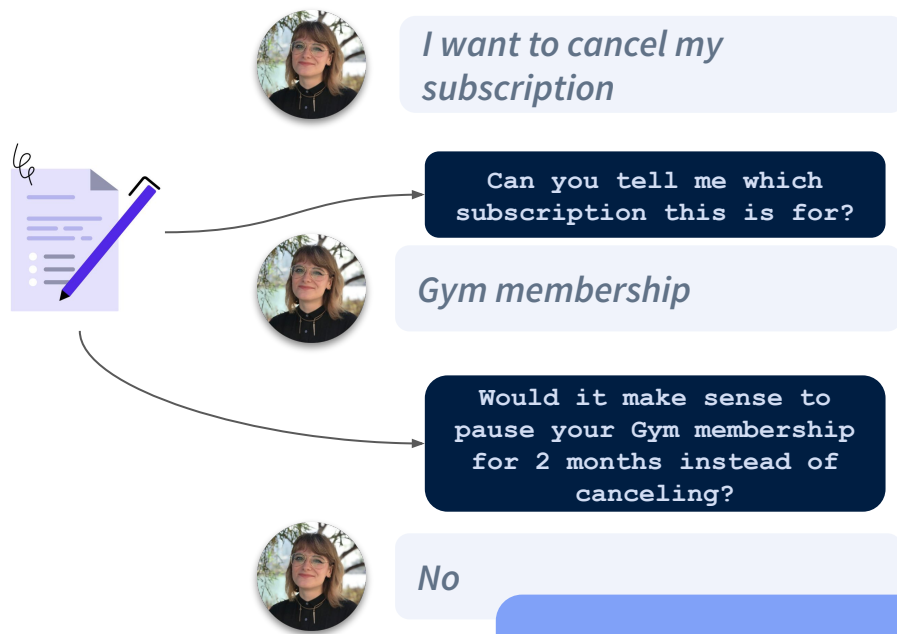 I want to cancel my
subscription
Can you tell me which
subscription this is for?
Gym membership
Would it make sense to
pause your Gym membership
for 2 months instead of
canceling?
No